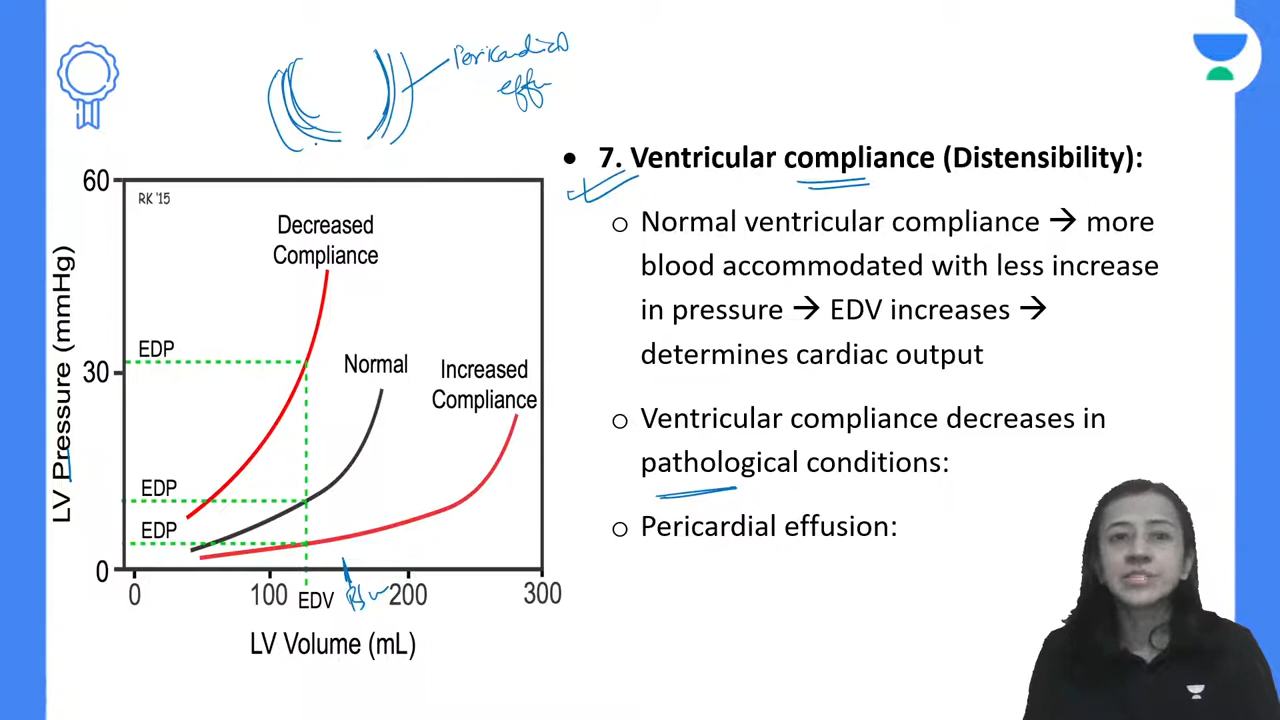 Pericardial
effu
• 7. Ventricular compliance (Distensibility):
o Normal ventricular compliance → more
blood accommodated with less increase
in pressure → EDV increases →
determines cardiac output
o Ventricular compliance decreases in
pathological conditions:
o Pericardial effusion:
60
RK '15
Decreased
Compliance
EDP
30
Normal
Increased
Compliance
EDP
EDP
0
LV Pressure (mmHg)
0 100 EDV 200 300
LV Volume (mL)